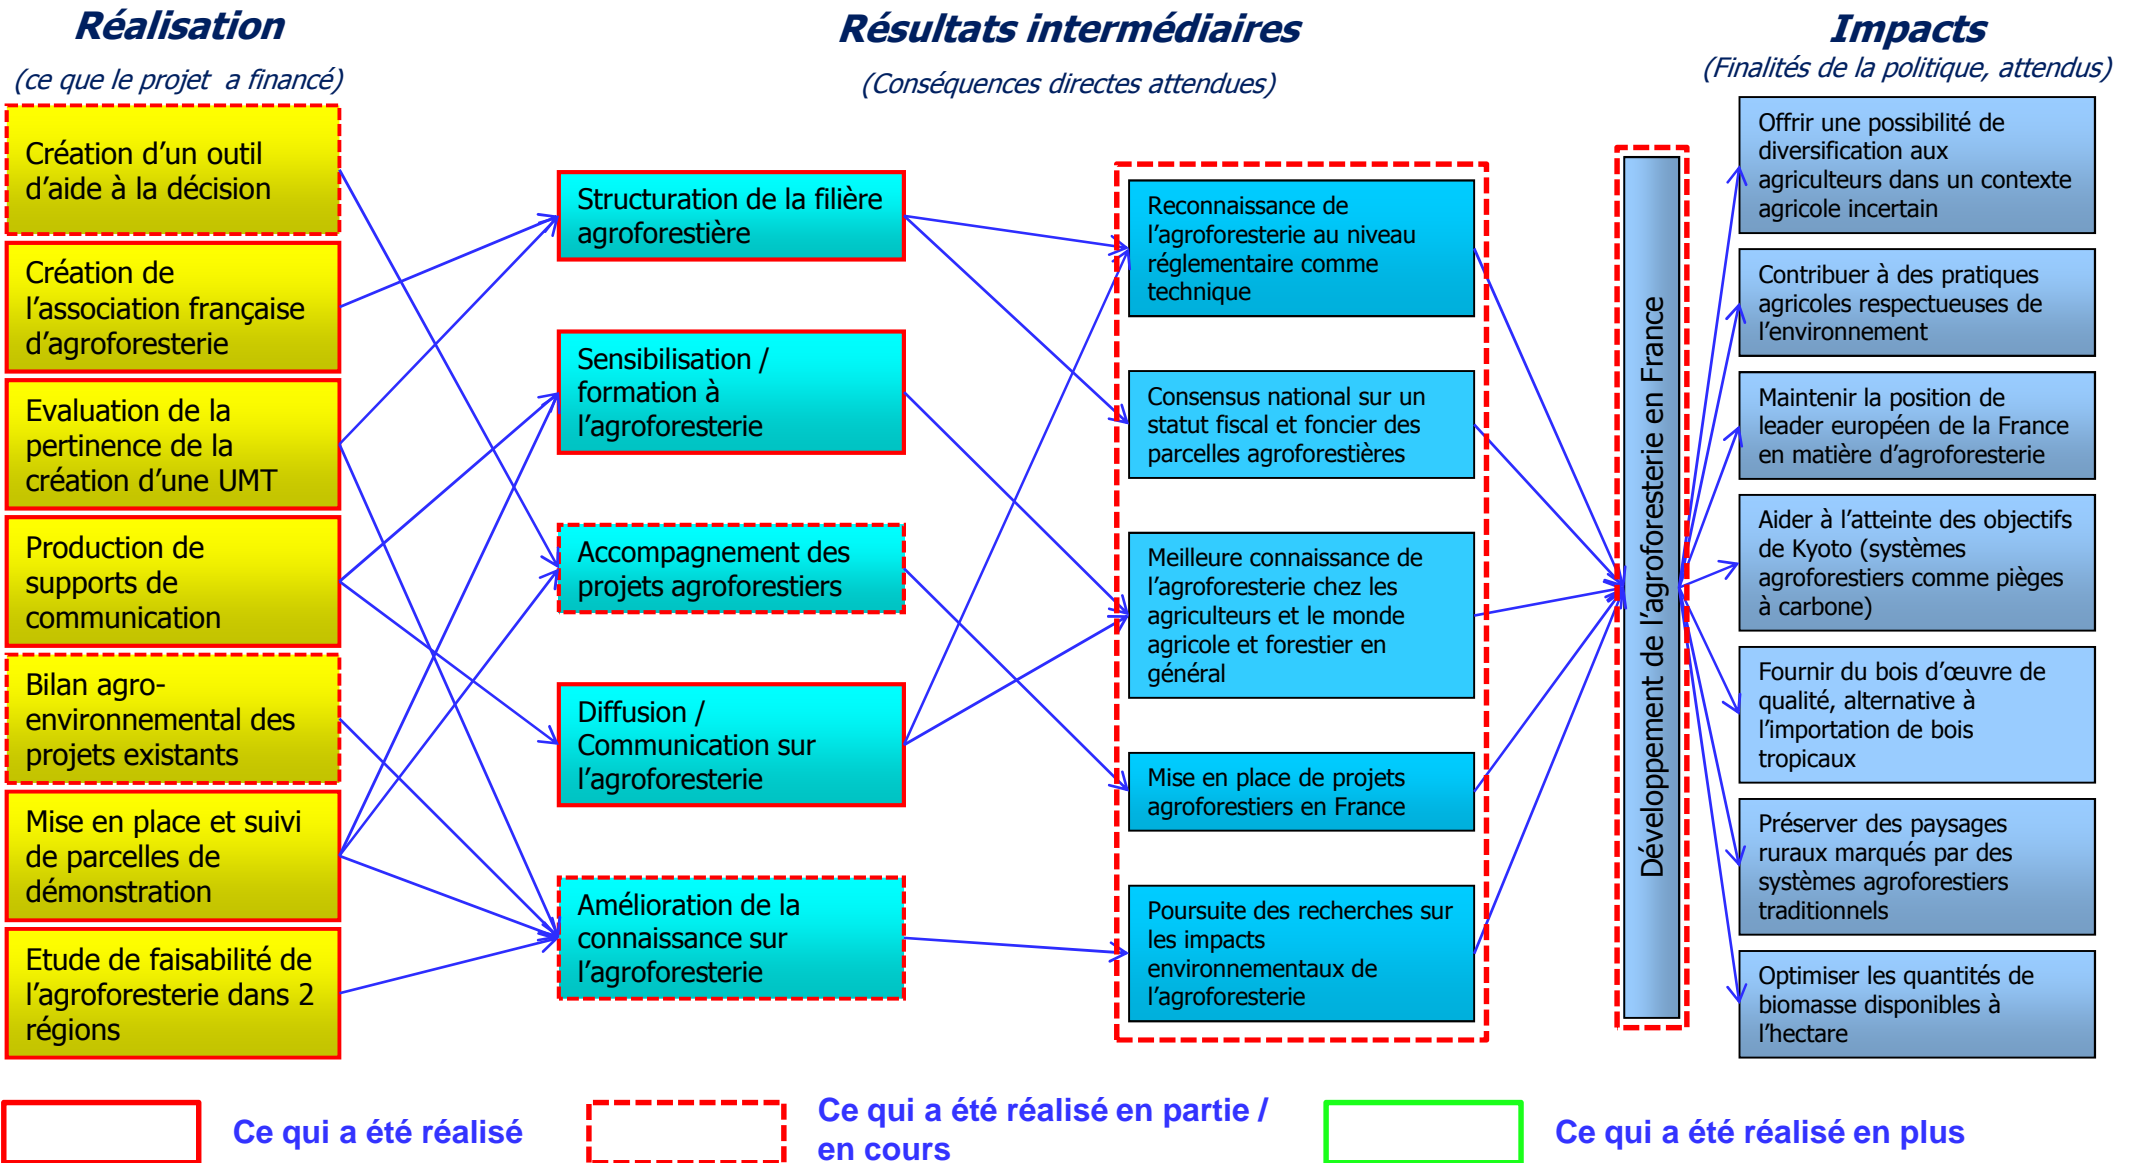 Réalisation
(ce que le projet a financé)
Création d’un outil
d’aide à la décision
Création de
l’association française
d’agroforesterie
Evaluation de la
pertinence de la
création d’une UMT
Production de
supports de
communication
Bilan agro-
environnemental des
projets existants
Mise en place et suivi
de parcelles de
démonstration
Etude de faisabilité de
l’agroforesterie dans 2
régions
Résultats intermédiaires
(Conséquences directes attendues)
Structuration de la filière
agroforestière
Sensibilisation /
formation à
l’agroforesterie
Accompagnement des
projets agroforestiers
Diffusion /
Communication sur
l’agroforesterie
Amélioration de la
connaissance sur
l’agroforesterie
Reconnaissance de
l’agroforesterie au niveau
réglementaire comme
technique
Consensus national sur un
statut fiscal et foncier des
parcelles agroforestières
Meilleure connaissance de
l’agroforesterie chez les
agriculteurs et le monde
agricole et forestier en
général
Mise en place de projets
agroforestiers en France
Poursuite des recherches sur
les impacts
environnementaux de
l’agroforesterie
Développement de l’agroforesterie en France
Impacts
(Finalités de la politique, attendus)
Offrir une possibilité de
diversification aux
agriculteurs dans un contexte
agricole incertain
Contribuer à des pratiques
agricoles respectueuses de
l’environnement
Maintenir la position de
leader européen de la France
en matière d’agroforesterie
Aider à l’atteinte des objectifs
de Kyoto (systèmes
agroforestiers comme pièges
à carbone)
Fournir du bois d’œuvre de
qualité, alternative à
l’importation de bois
tropicaux
Préserver des paysages
ruraux marqués par des
systèmes agroforestiers
traditionnels
Optimiser les quantités de
biomasse disponibles à
l’hectare
Ce qui a été réalisé
Ce qui a été réalisé en partie /
en cours
Ce qui a été réalisé en plus